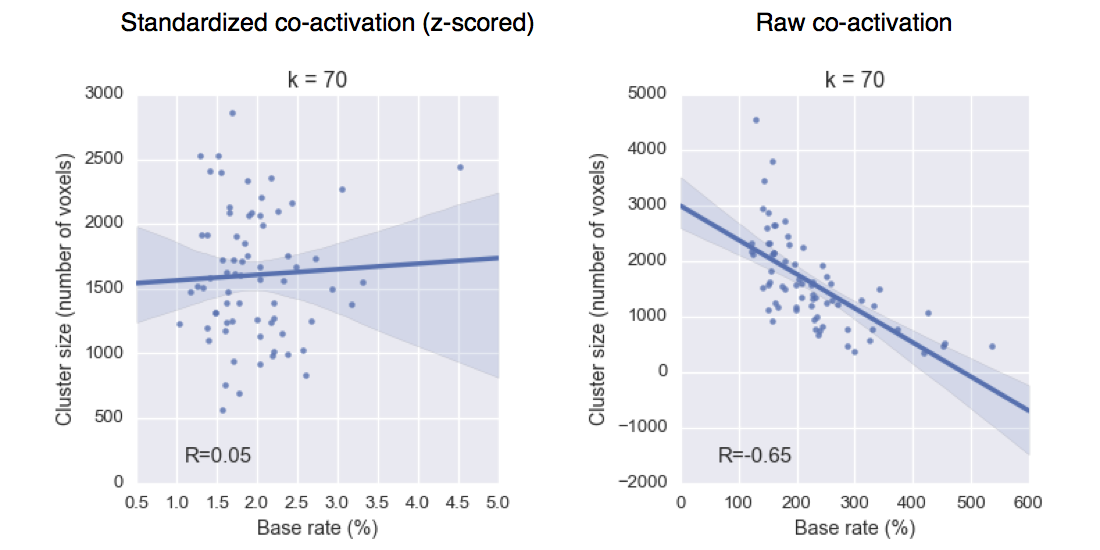 Standardized co-activation (z-scored)
Raw co-activation
k = 70
3000
2500
2000
1500
1000
500
0
Cluster size (number of voxels)
R=0.05
0.5 1.0 1.5 2.0 2.5 3.0 3.5 4.0 4.5 5.0
Base rate (%)
k = 70
5000
4000
3000
2000
1000
0
−1000
−2000
Cluster size (number of voxels)
R=-0.65
0 100 200 300 400 500 600
Base rate (%)